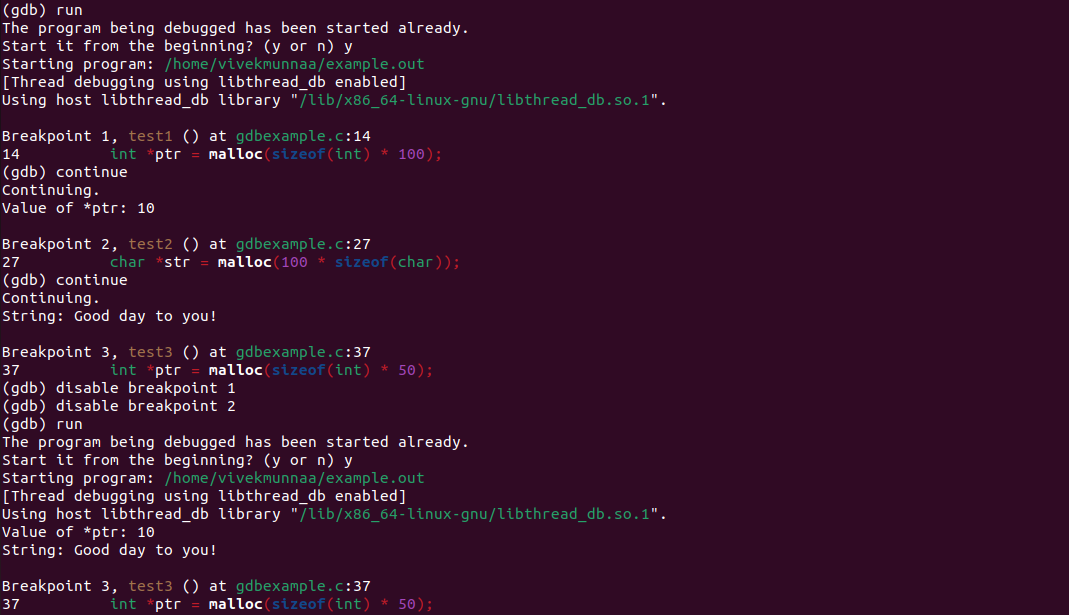 (gdb) run
The program being debugged has been started already.
Start it from the beginning? (y or n) y
Starting program: /home/vivekmunnaa/example.out
[Thread debugging using libthread_db enabled]
Using host libthread_db library "/lib/x86_64-linux-gnu/libthread_db.so.1".

Breakpoint 1, test1 () at gdbexample.c:14
14          int *ptr = malloc(sizeof(int) * 100);
(gdb) continue
Continuing.
Value of *ptr: 10

Breakpoint 2, test2 () at gdbexample.c:27
27          char *str = malloc(100 * sizeof(char));
(gdb) continue
Continuing.
String: Good day to you!

Breakpoint 3, test3 () at gdbexample.c:37
37          int *ptr = malloc(sizeof(int) * 50);
(gdb) disable breakpoint 1
(gdb) disable breakpoint 2
(gdb) run
The program being debugged has been started already.
Start it from the beginning? (y or n) y
Starting program: /home/vivekmunnaa/example.out
[Thread debugging using libthread_db enabled]
Using host libthread_db library "/lib/x86_64-linux-gnu/libthread_db.so.1".
Value of *ptr: 10
String: Good day to you!

Breakpoint 3, test3 () at gdbexample.c:37
37          int *ptr = malloc(sizeof(int) * 50);